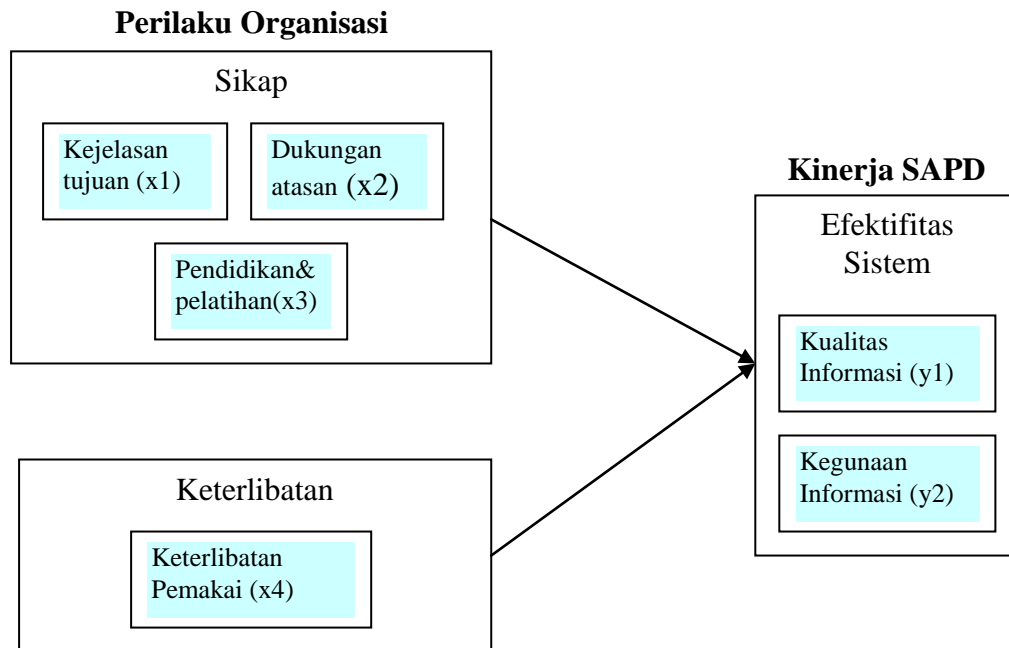 Perilaku Organisasi
Sikap
Kejelasan
tujuan (x1)
Dukungan
atasan (x2)
Pendidikan&
pelatihan(x3)
Keterlibatan
Keterlibatan
Pemakai (x4)
Kinerja SAPD
Efektifitas
Sistem
Kualitas
Informasi (y1)
Kegunaan
Informasi (y2)